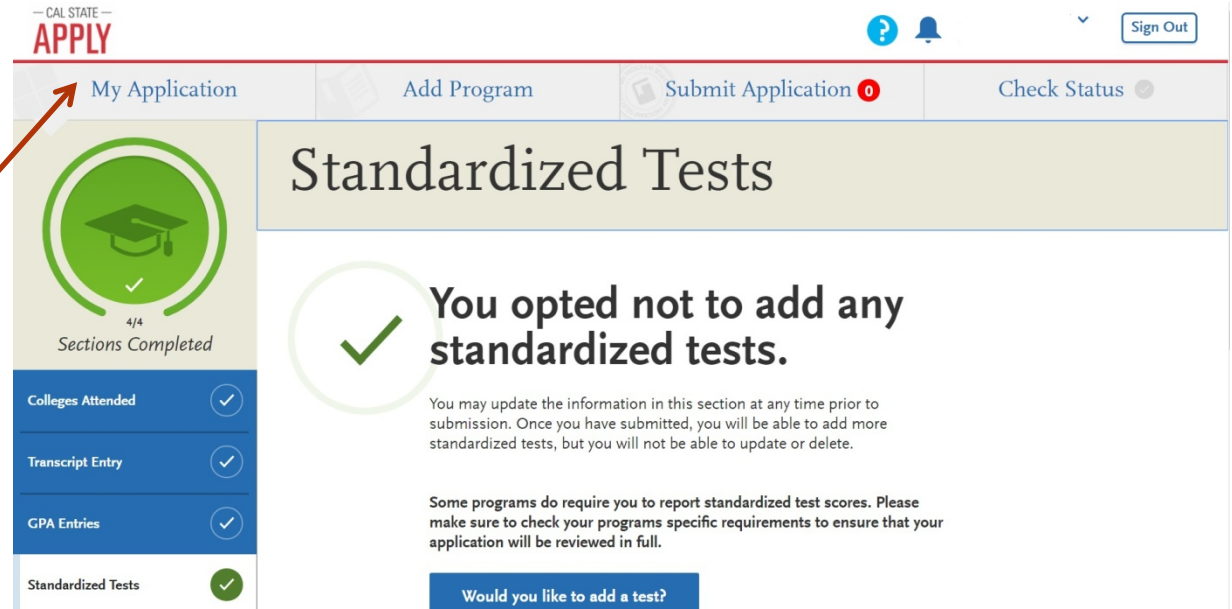 CAL STATE
APPLY
?
Sign Out
My Application
Add Program
Submit Application 0
Check Status
Standardized Tests
4/4
Sections Completed
Colleges Attended
Transcript Entry
GPA Entries
Standardized Tests
You opted not to add any
standardized tests.
You may update the information in this section at any time prior to
submission. Once you have submitted, you will be able to add more
standardized tests, but you will not be able to update or delete.
Some programs do require you to report standardized test scores. Please
make sure to check your programs specific requirements to ensure that your
application will be reviewed in full.
Would you like to add a test?